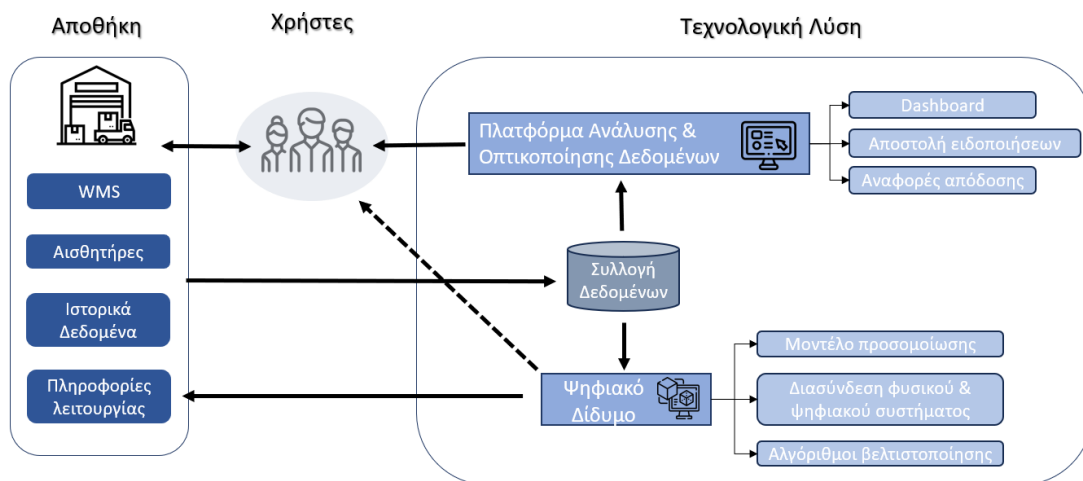 Αποθήκη
Χρήστες
Τεχνολογική Λύση
WMS
Αισθητήρες
Ιστορικά
Δεδομένα
Πληροφορίες
λειτουργίας
Πλατφόρμα Ανάλυσης &
Οπτικοποίησης Δεδομένων
Dashboard
Αποστολή ειδοποιήσεων
Αναφορές απόδοσης
Συλλογή
Δεδομένων
Ψηφιακό
Δίδυμο
Μοντέλο προσομοίωσης
Διασύνδεση φυσικού &
ψηφιακού συστήματος
Αλγόριθμοι βελτιστοποίησης